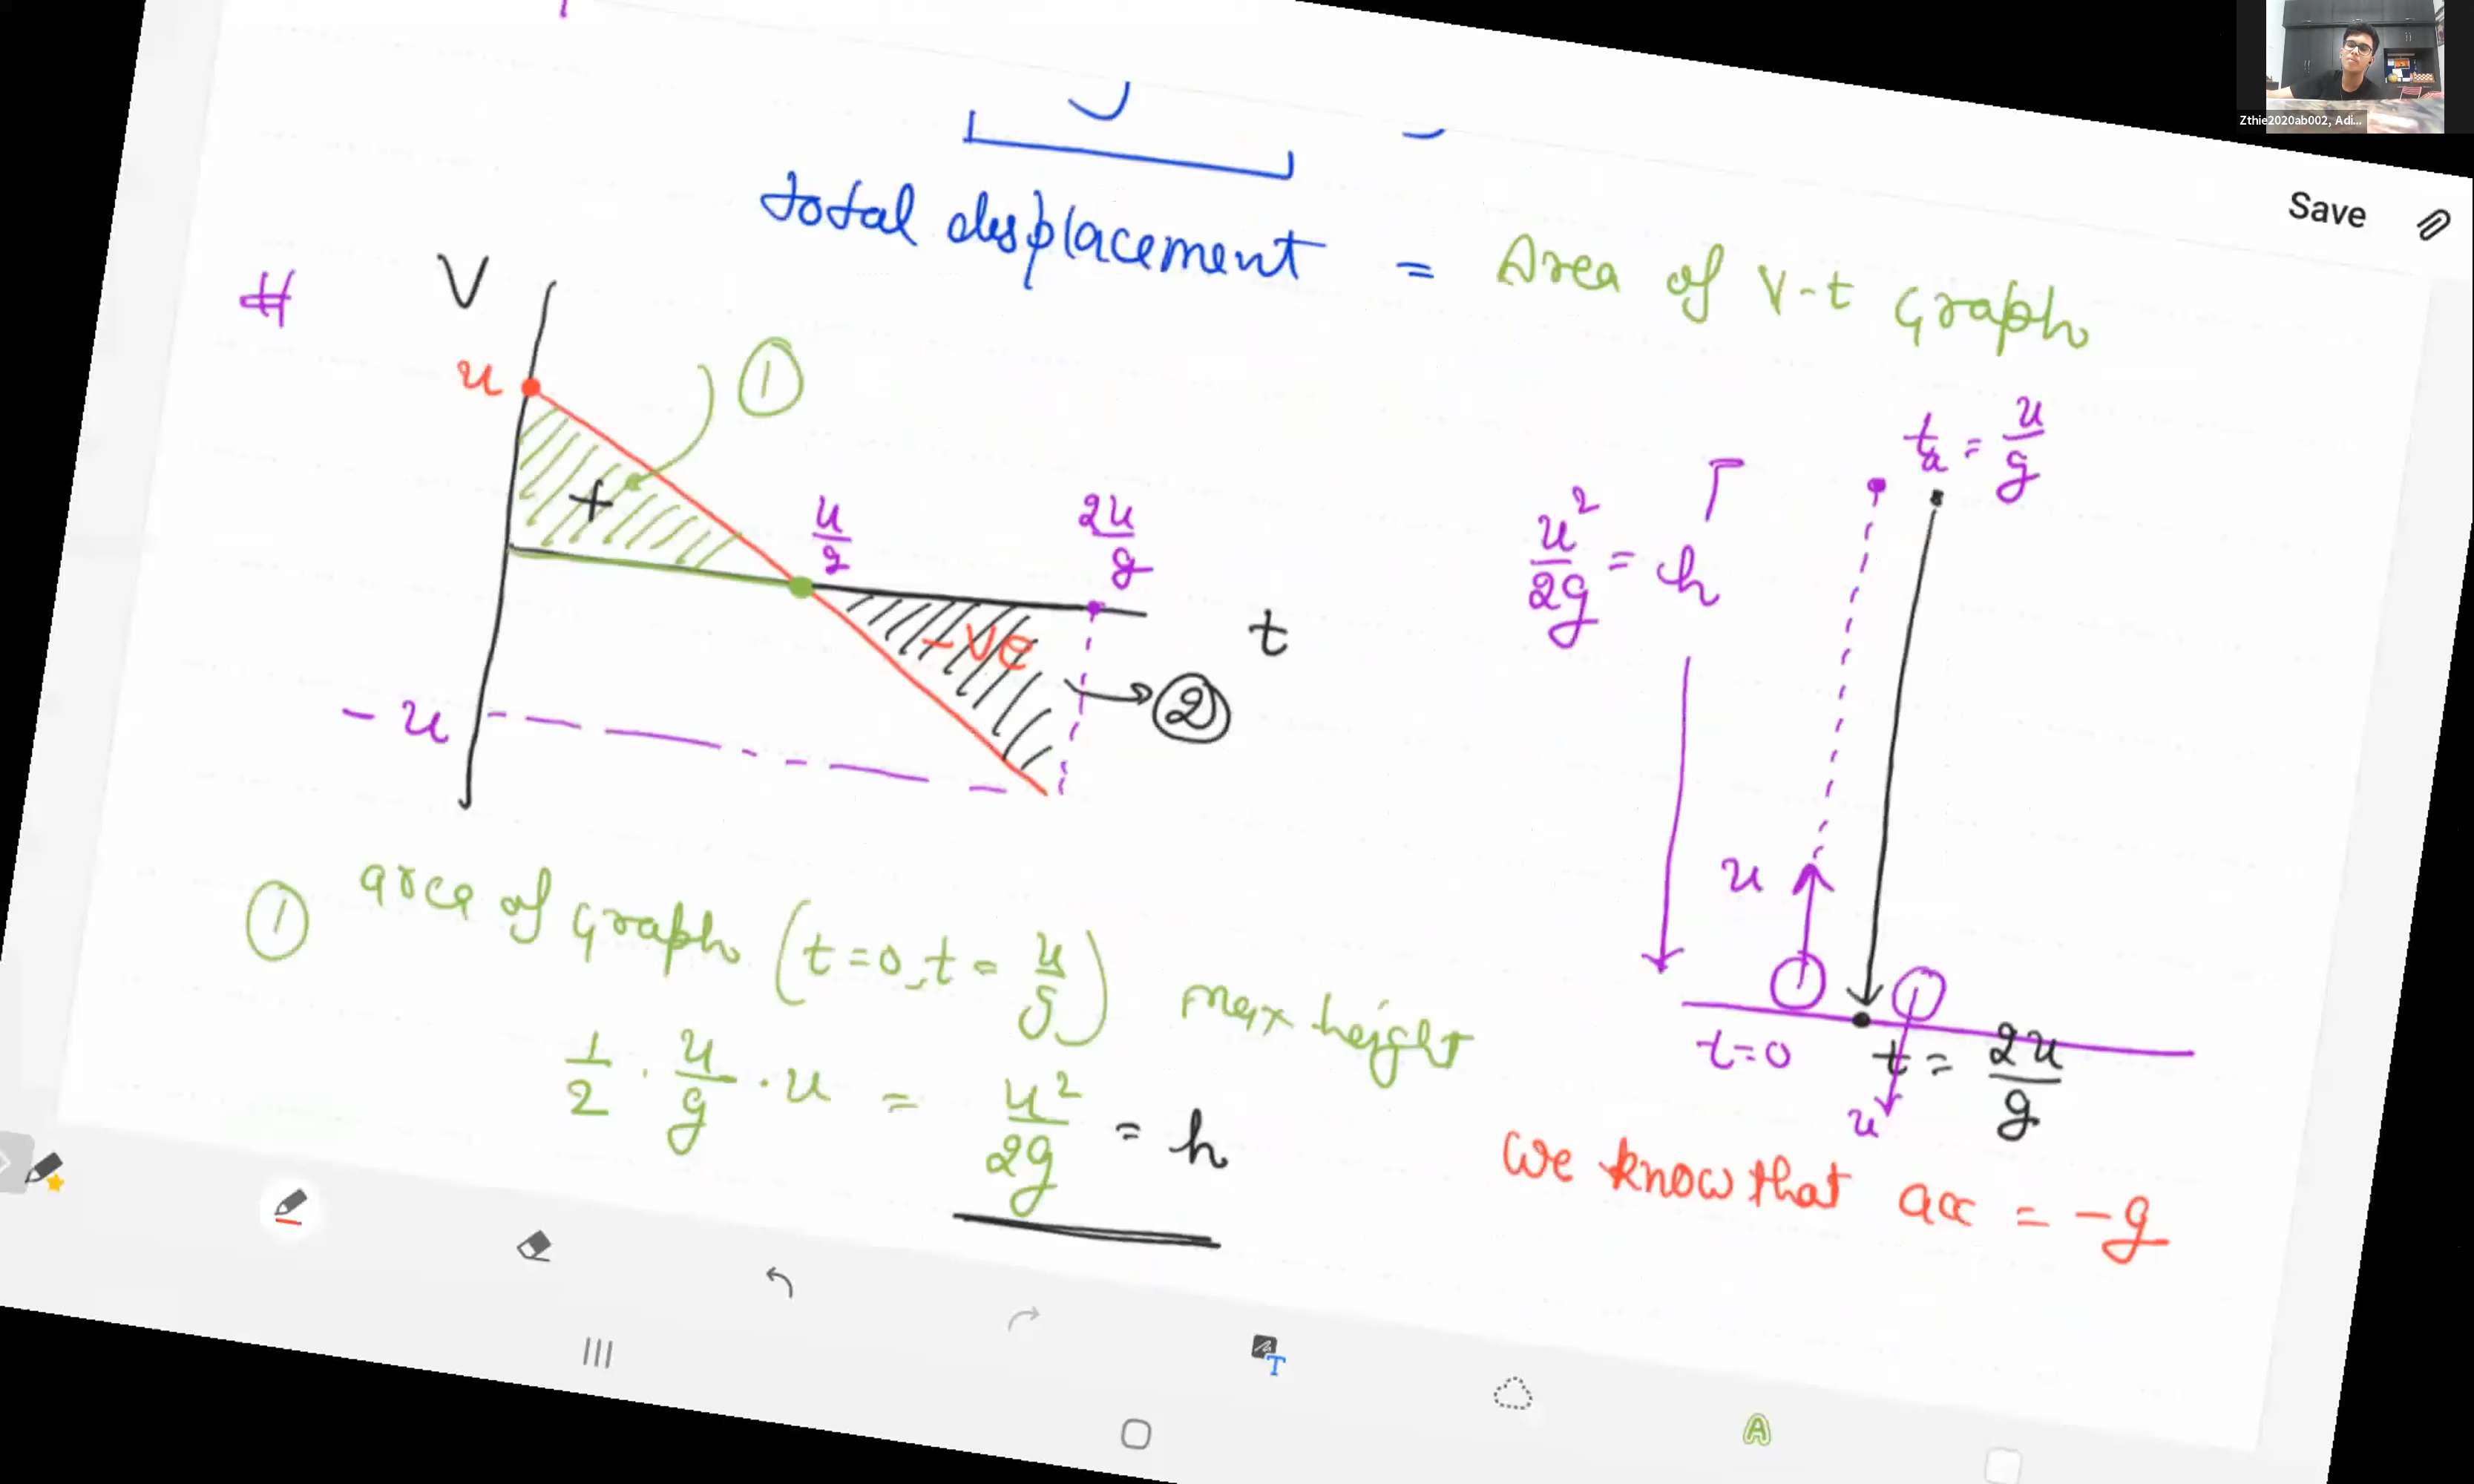 Zthie2020ab002, Adi...
Save
total displacement = Area of V-t Graph
#
V
u
①
+
u/g
2u/g
t
-ve
②
- u
t_a = u/g
u²/2g = h
u
t=0
t = 2u/g
u
① area of Graph (t=0, t= u/g) max height
1/2 · u/g · u = u²/2g = h
We know that acc = -g
T
A